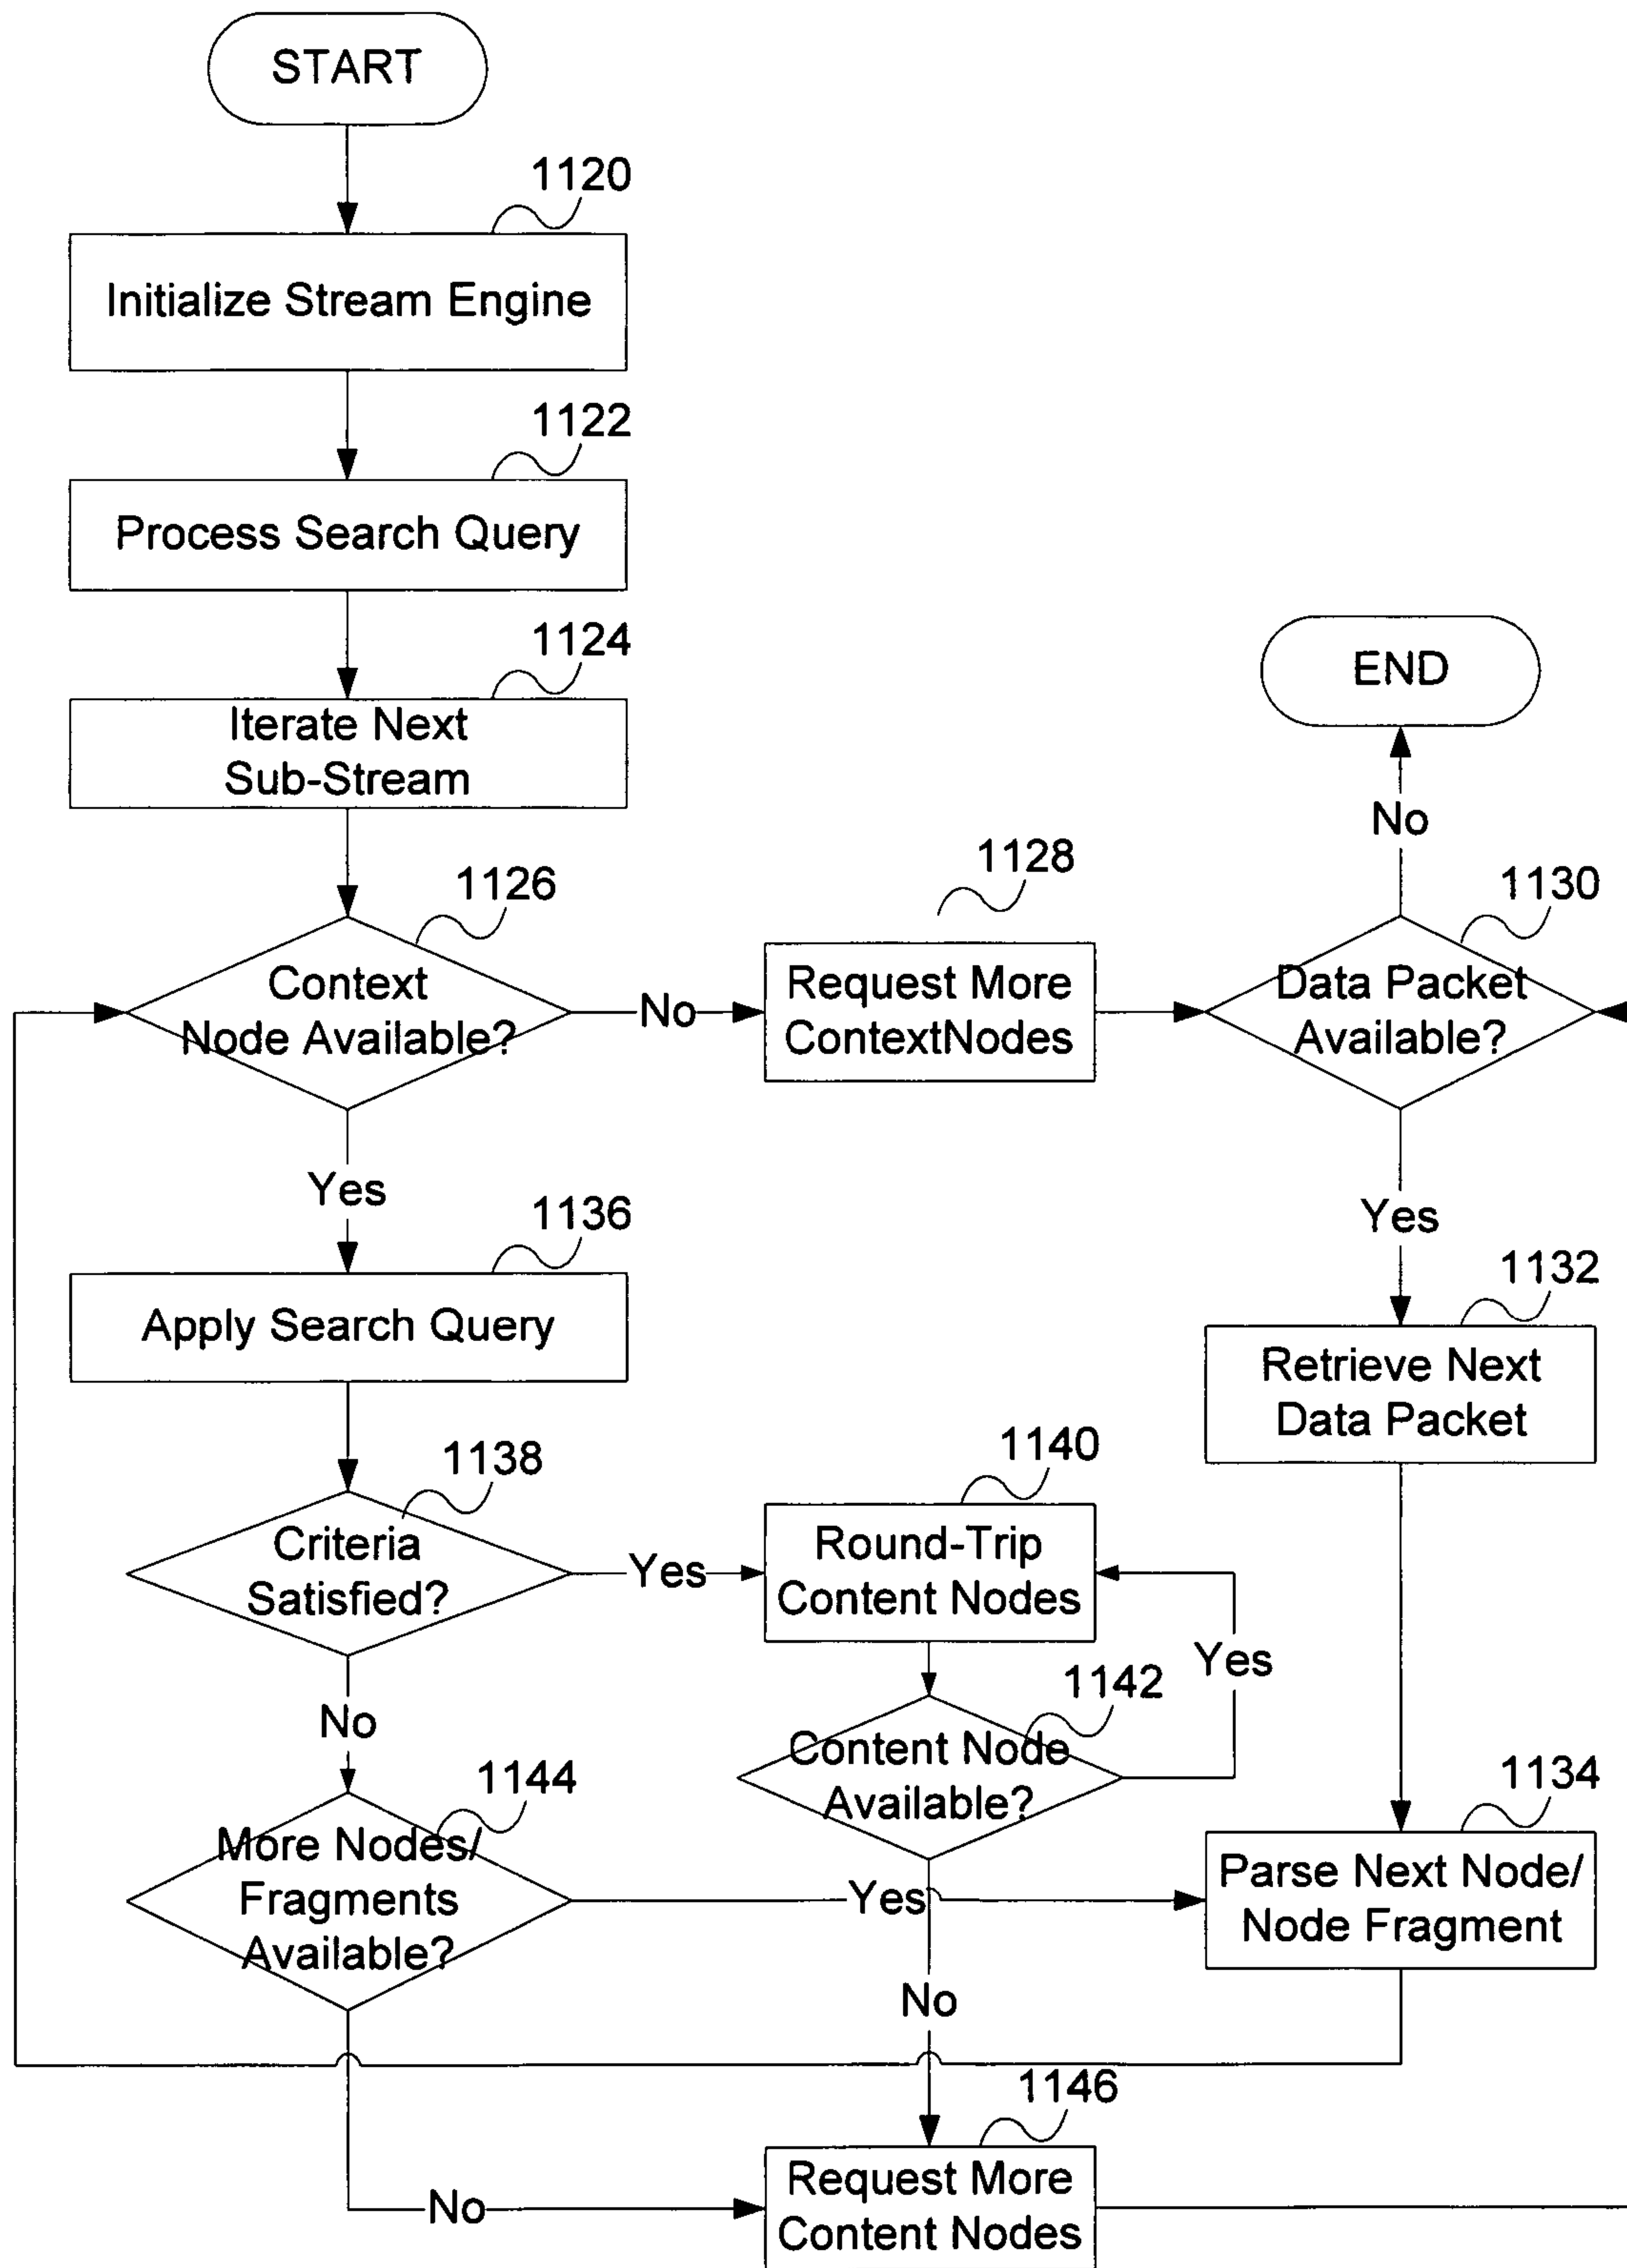 START
1120
Initialize Stream Engine
1122
Process Search Query
1124
Iterate Next
Sub-Stream
END
No
1126
Context
Node Available?
No
1128
Request More
ContextNodes
1130
Data Packet
Available?
Yes
Yes
1136
Apply Search Query
1132
Retrieve Next
Data Packet
1138
Criteria
Satisfied?
Yes
1140
Round-Trip
Content Nodes
Yes
No
1142
Content Node
Available?
1144
More Nodes/
Fragments
Available?
Yes
1134
Parse Next Node/
Node Fragment
No
1146
No
Request More
Content Nodes